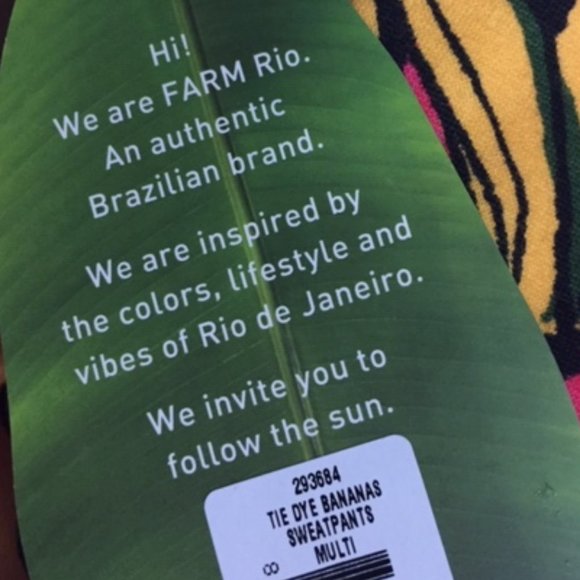 Hi!
We are FARM Rio.
An authentic
Brazilian brand.
We are inspired by
the colors, lifestyle and
vibes of Rio de Janeiro.
We invite you to
follow the sun.
293684
TIE DYE BANANAS
SWEATPANTS
MULTI
8